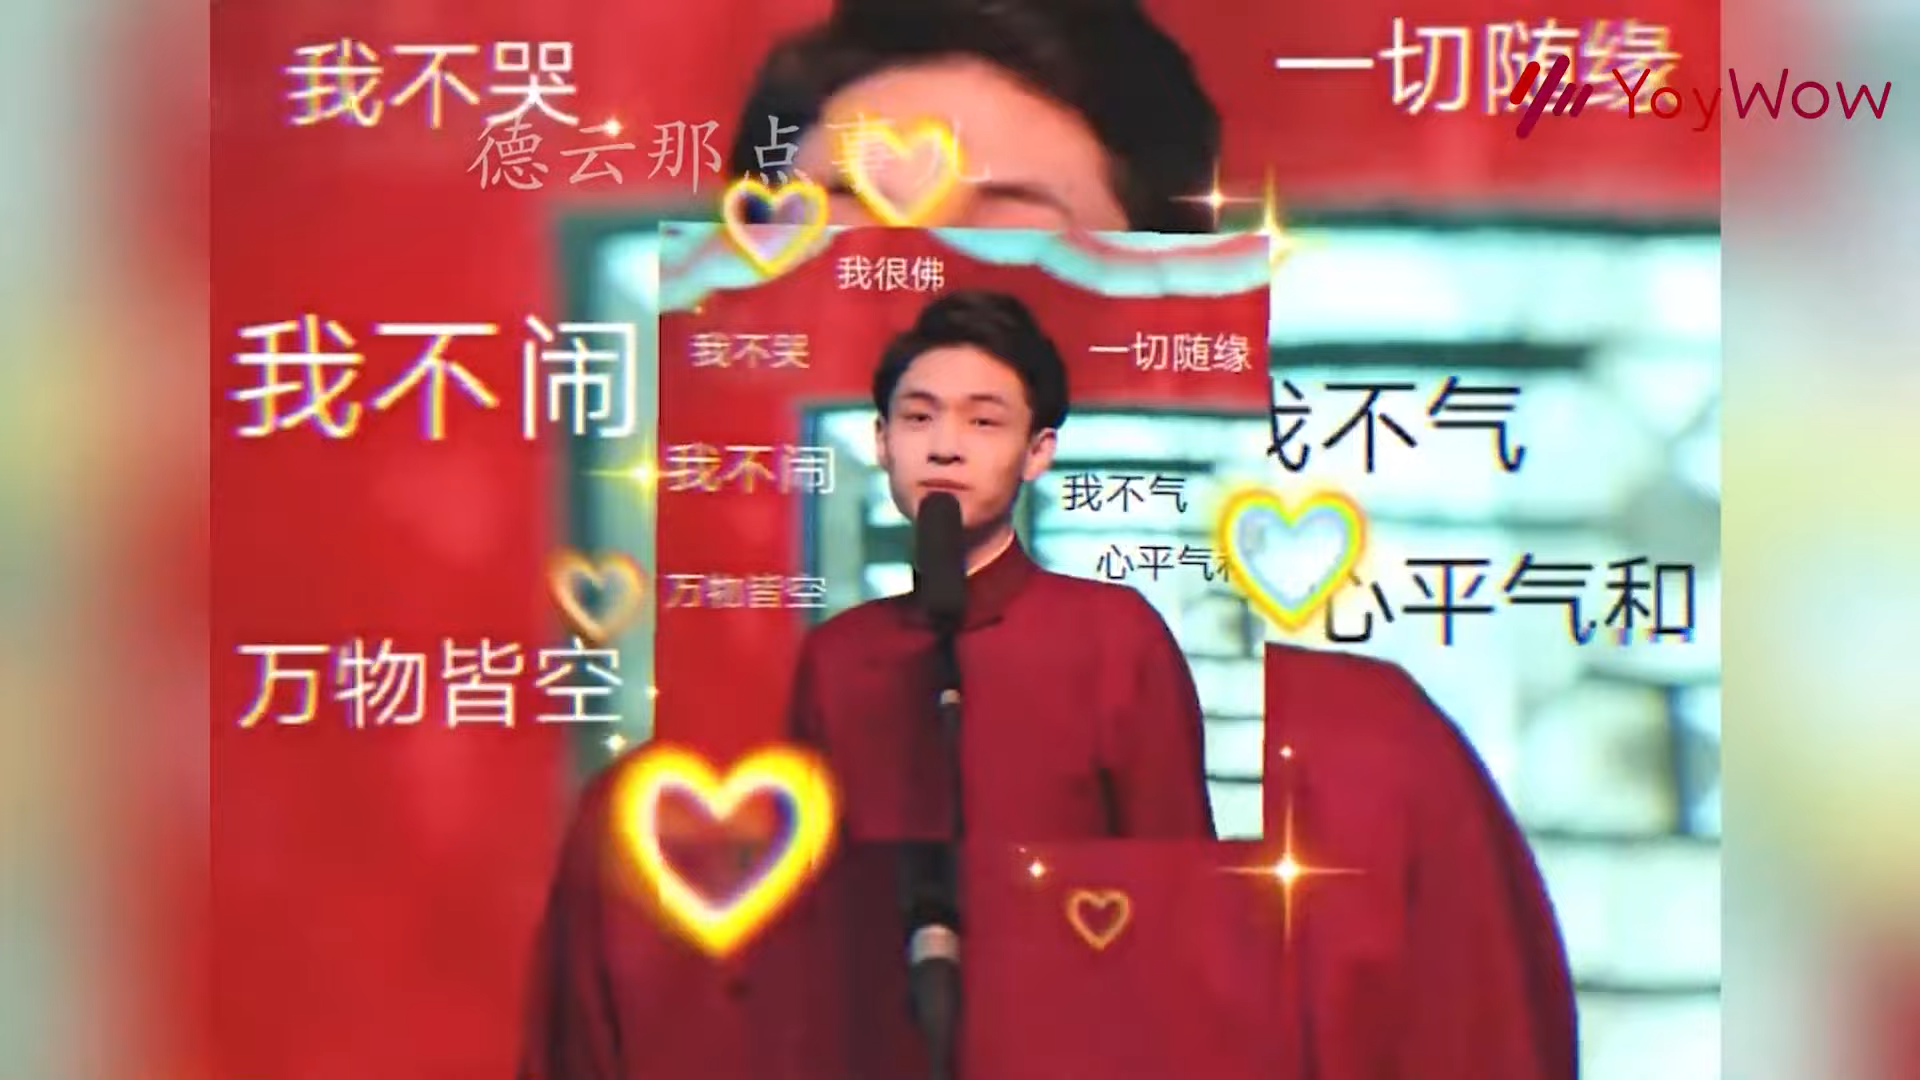 我不哭
一切随缘
YoyWow
德云那点事儿
我很佛
我不哭
一切随缘
我不闹
我不气
我不闹
我不气
心平气和
心平气和
万物皆空
万物皆空